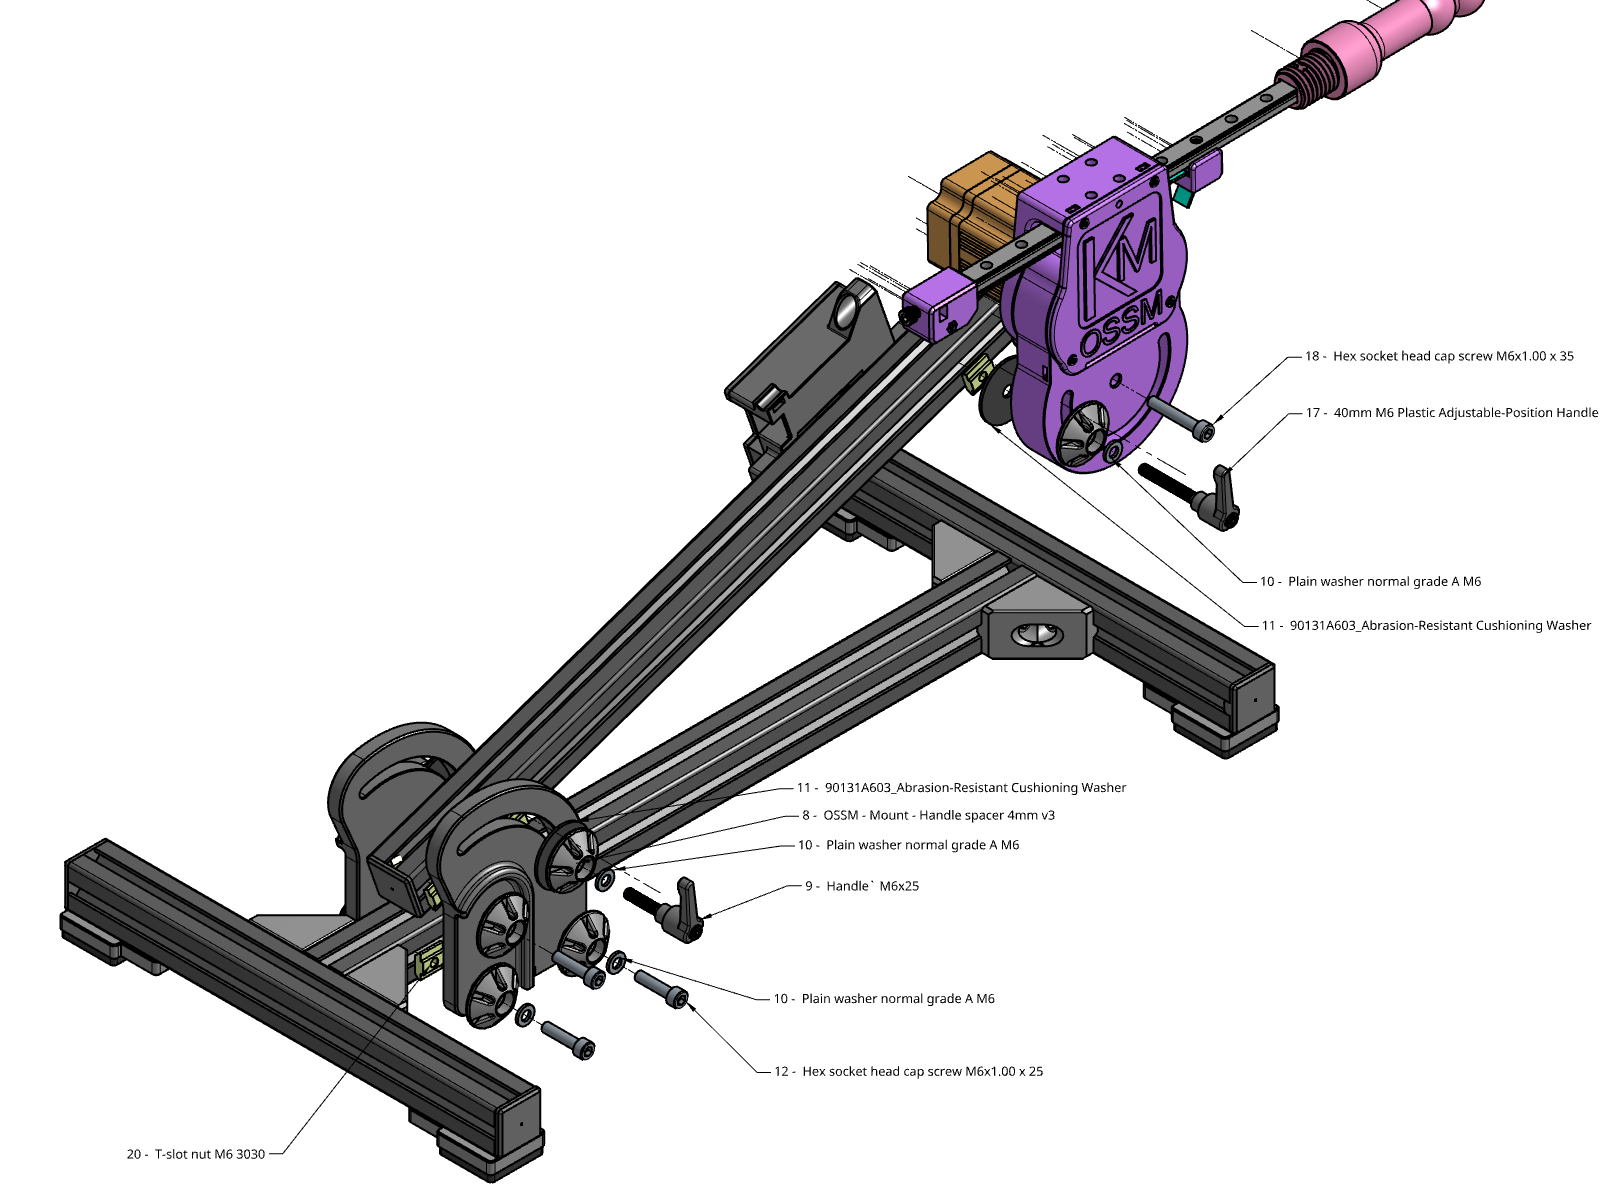 KM
OSSM
18 - Hex socket head cap screw M6x1.00 x 35
17 - 40mm M6 Plastic Adjustable-Position Handle
10 - Plain washer normal grade A M6
11 - 90131A603_Abrasion-Resistant Cushioning Washer
11 - 90131A603_Abrasion-Resistant Cushioning Washer
8 - OSSM - Mount - Handle spacer 4mm v3
10 - Plain washer normal grade A M6
9 - Handle` M6x25
10 - Plain washer normal grade A M6
12 - Hex socket head cap screw M6x1.00 x 25
20 - T-slot nut M6 3030